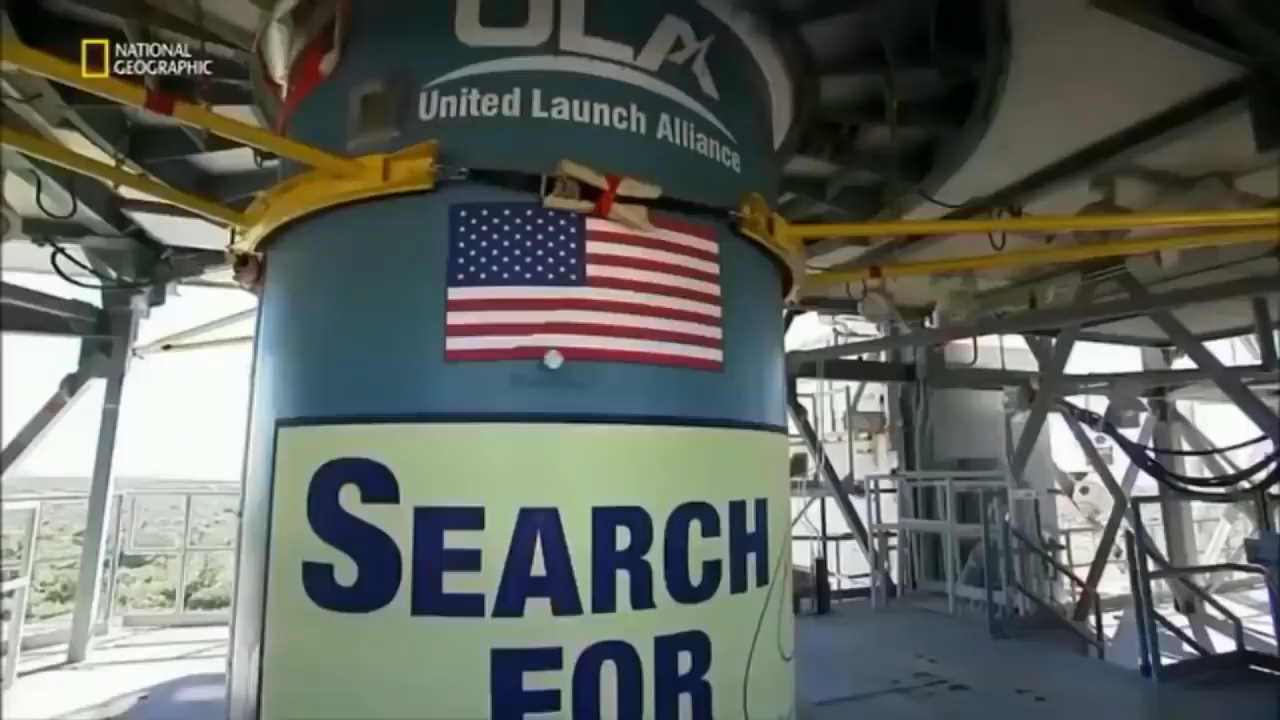 NATIONAL
GEOGRAPHIC
ULA
United Launch Alliance
SEARCH
FOR